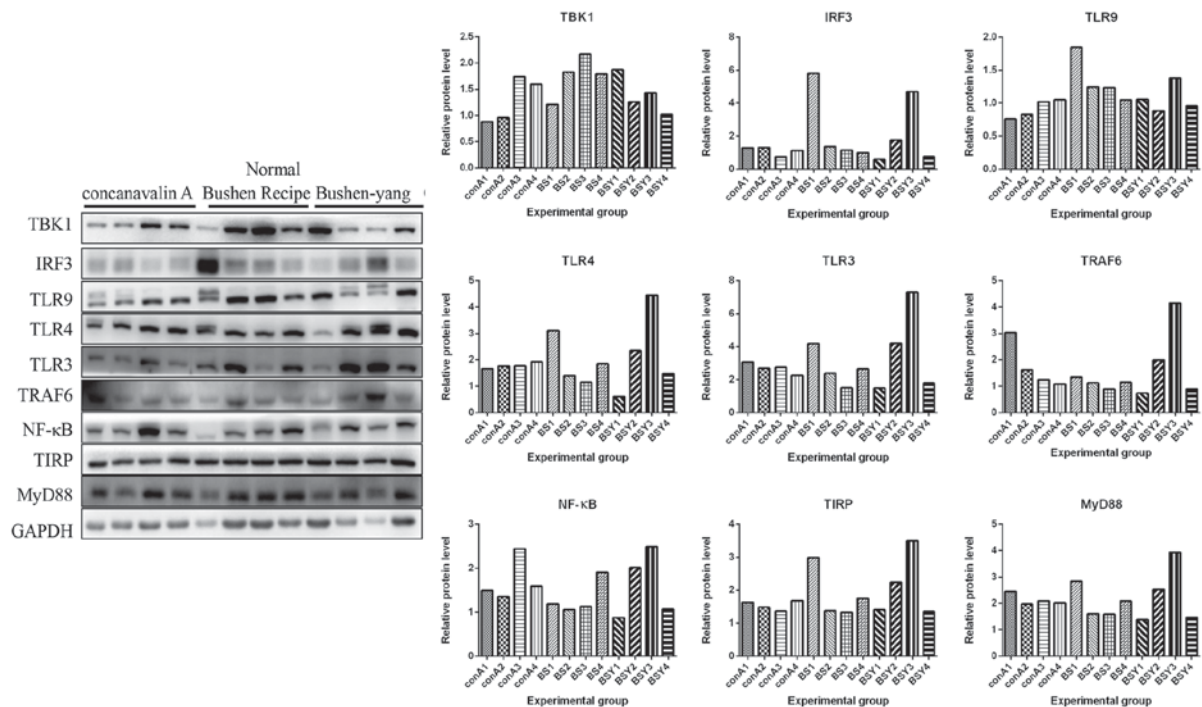 Normal
concanavalin A Bushen Recipe Bushen-yang
TBK1
IRF3
TLR9
TLR4
TLR3
TRAF6
NF-κB
TIRP
MyD88
GAPDH
TBK1
Relative protein level
2.5
2.0
1.5
1.0
0.5
0.0
conA1 conA2 conA3 conA4 BS1 BS2 BS3 BS4 BSY1 BSY2 BSY3 BSY4
Experimental group
IRF3
Relative protein level
8
6
4
2
0
conA1 conA2 conA3 conA4 BS1 BS2 BS3 BS4 BSY1 BSY2 BSY3 BSY4
Experimental group
TLR9
Relative protein level
2.0
1.5
1.0
0.5
0.0
conA1 conA2 conA3 conA4 BS1 BS2 BS3 BS4 BSY1 BSY2 BSY3 BSY4
Experimental group
TLR4
Relative protein level
5
4
3
2
1
0
conA1 conA2 conA3 conA4 BS1 BS2 BS3 BS4 BSY1 BSY2 BSY3 BSY4
Experimental group
TLR3
Relative protein level
8
6
4
2
0
conA1 conA2 conA3 conA4 BS1 BS2 BS3 BS4 BSY1 BSY2 BSY3 BSY4
Experimental group
TRAF6
Relative protein level
5
4
3
2
1
0
conA1 conA2 conA3 conA4 BS1 BS2 BS3 BS4 BSY1 BSY2 BSY3 BSY4
Experimental group
NF-κB
Relative protein level
3
2
1
0
conA1 conA2 conA3 conA4 BS1 BS2 BS3 BS4 BSY1 BSY2 BSY3 BSY4
Experimental group
TIRP
Relative protein level
4
3
2
1
0
conA1 conA2 conA3 conA4 BS1 BS2 BS3 BS4 BSY1 BSY2 BSY3 BSY4
Experimental group
MyD88
Relative protein level
5
4
3
2
1
0
conA1 conA2 conA3 conA4 BS1 BS2 BS3 BS4 BSY1 BSY2 BSY3 BSY4
Experimental group